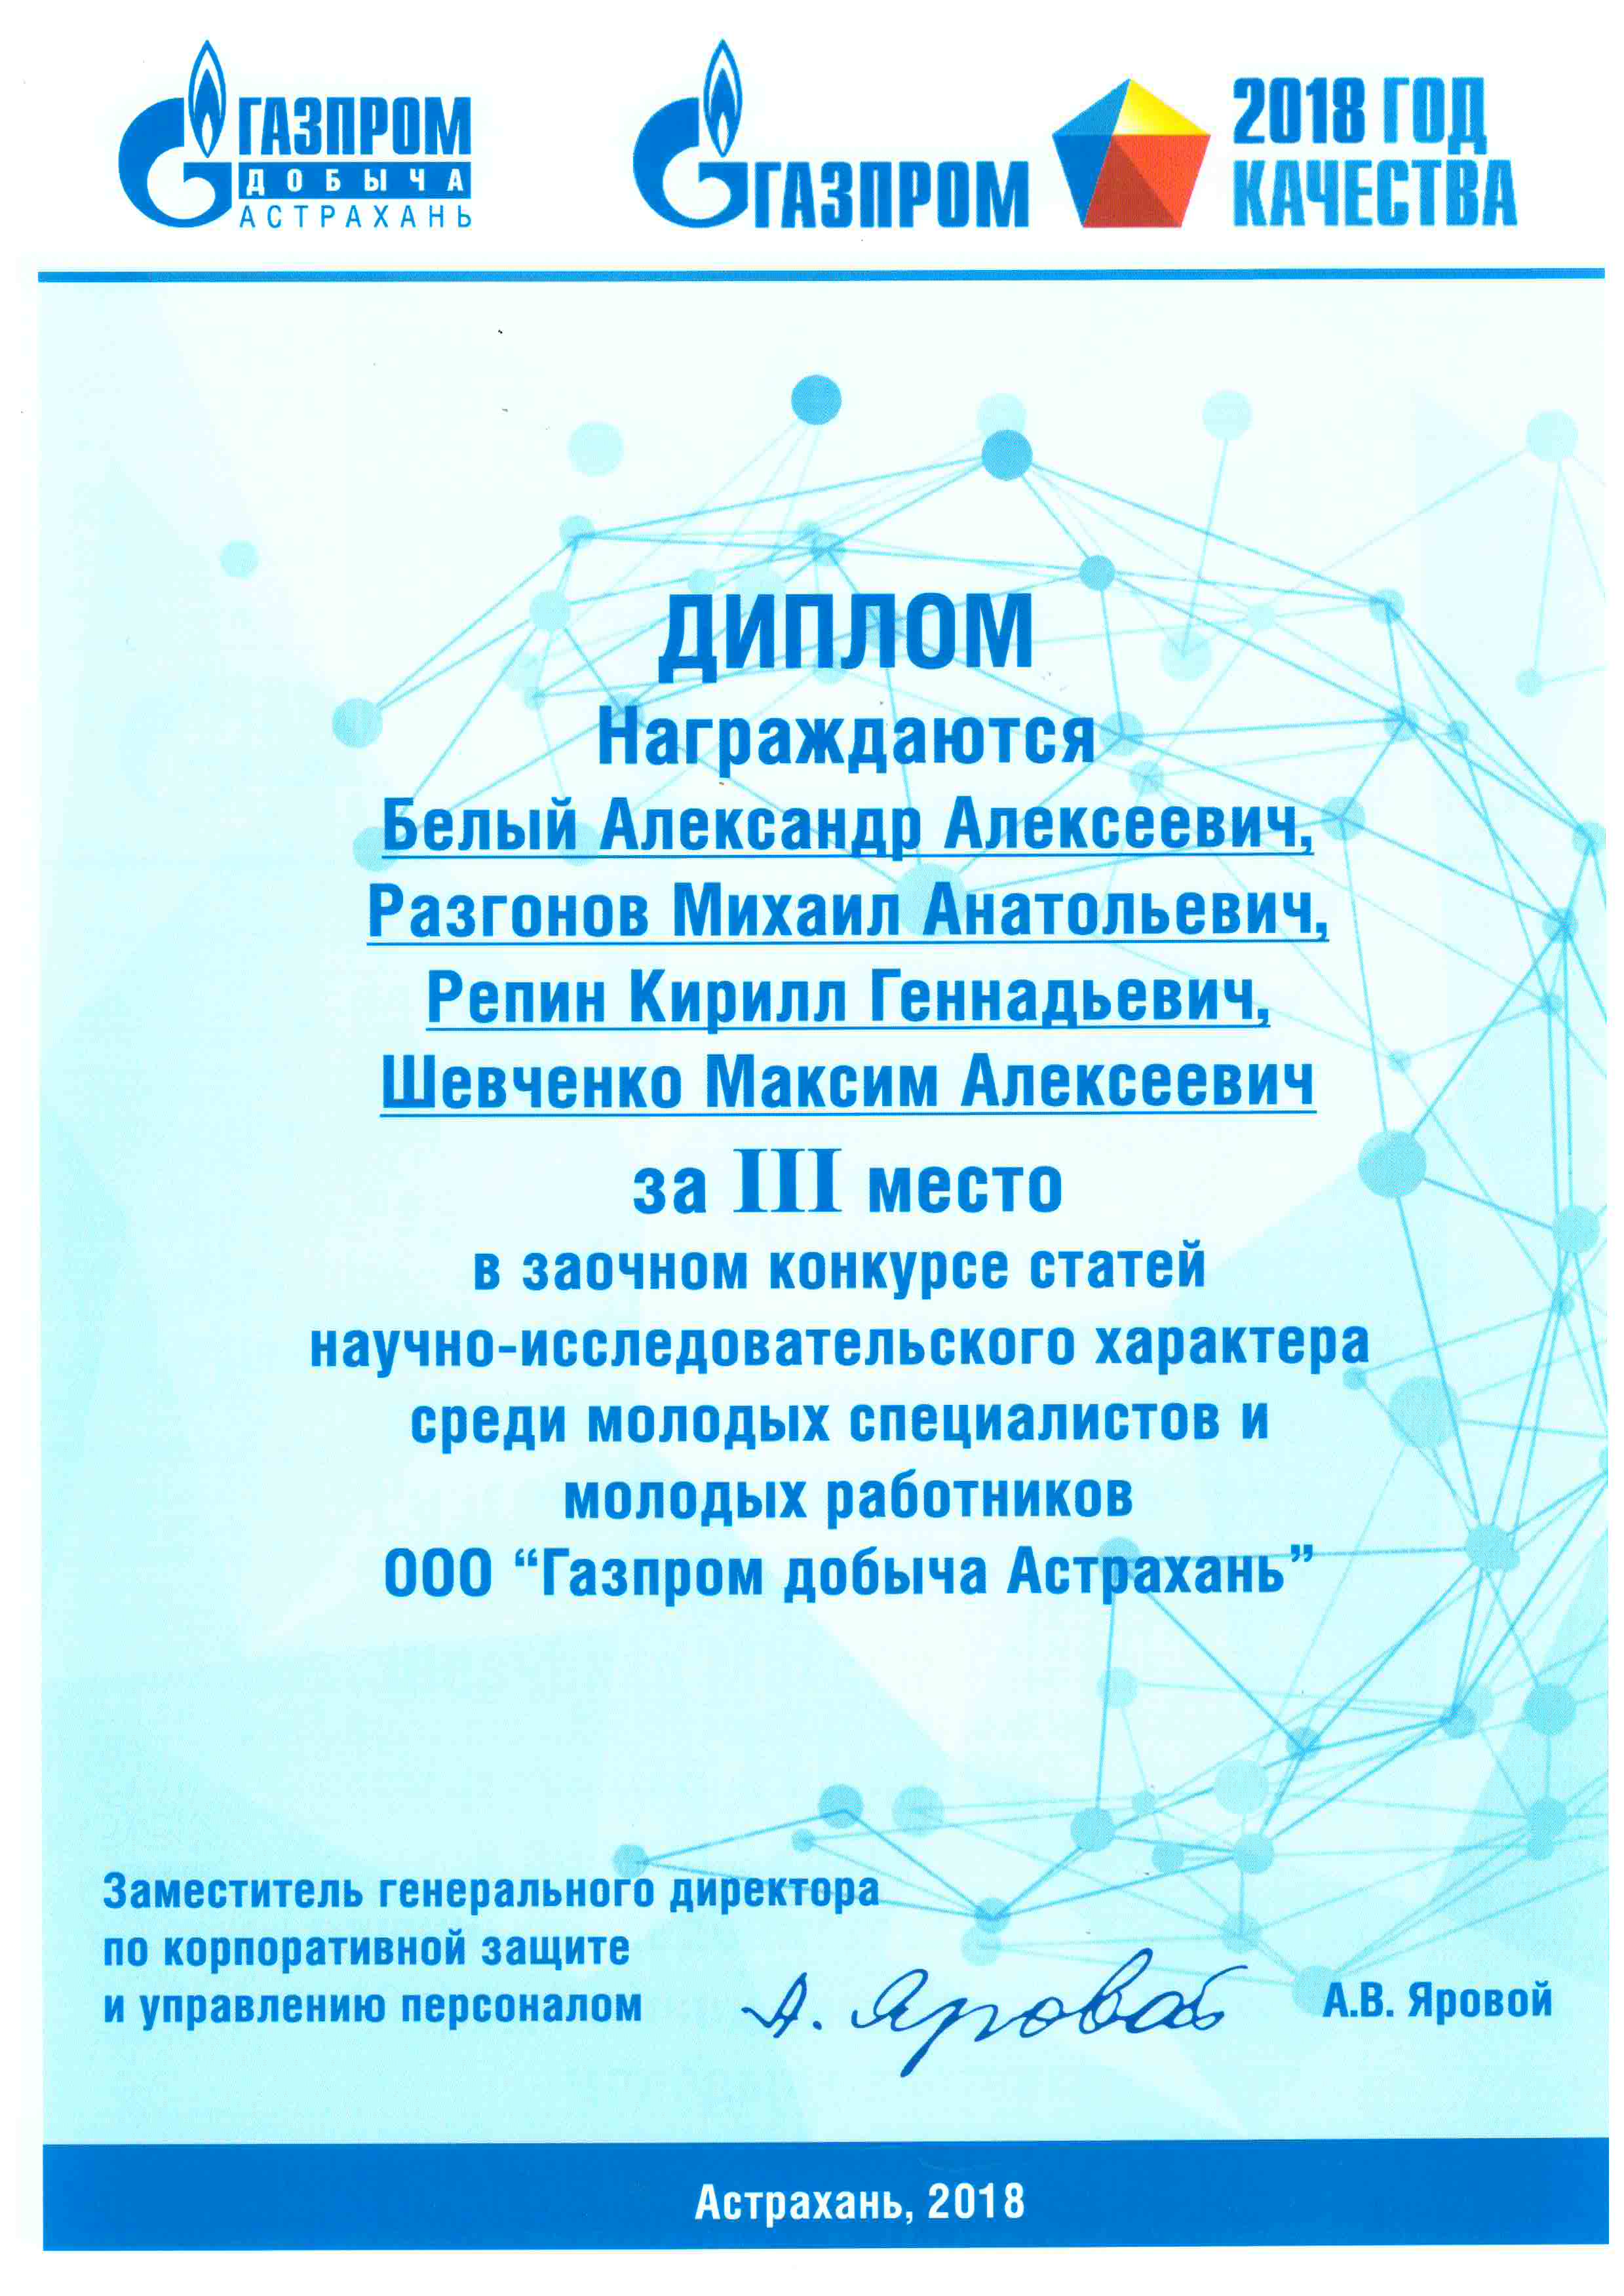 ГАЗПРОМ
ДОБЫЧА
АСТРАХАНЬ
ГАЗПРОМ
2018 ГОД
КАЧЕСТВА
ДИПЛОМ
Награждаются
Белый Александр Алексеевич,
Разгонов Михаил Анатольевич,
Репин Кирилл Геннадьевич,
Шевченко Максим Алексеевич
за III место
в заочном конкурсе статей
научно-исследовательского характера
среди молодых специалистов и
молодых работников
ООО “Газпром добыча Астрахань”
Заместитель генерального директора
по корпоративной защите
и управлению персоналом
А. Яровой
А.В. Яровой
Астрахань, 2018